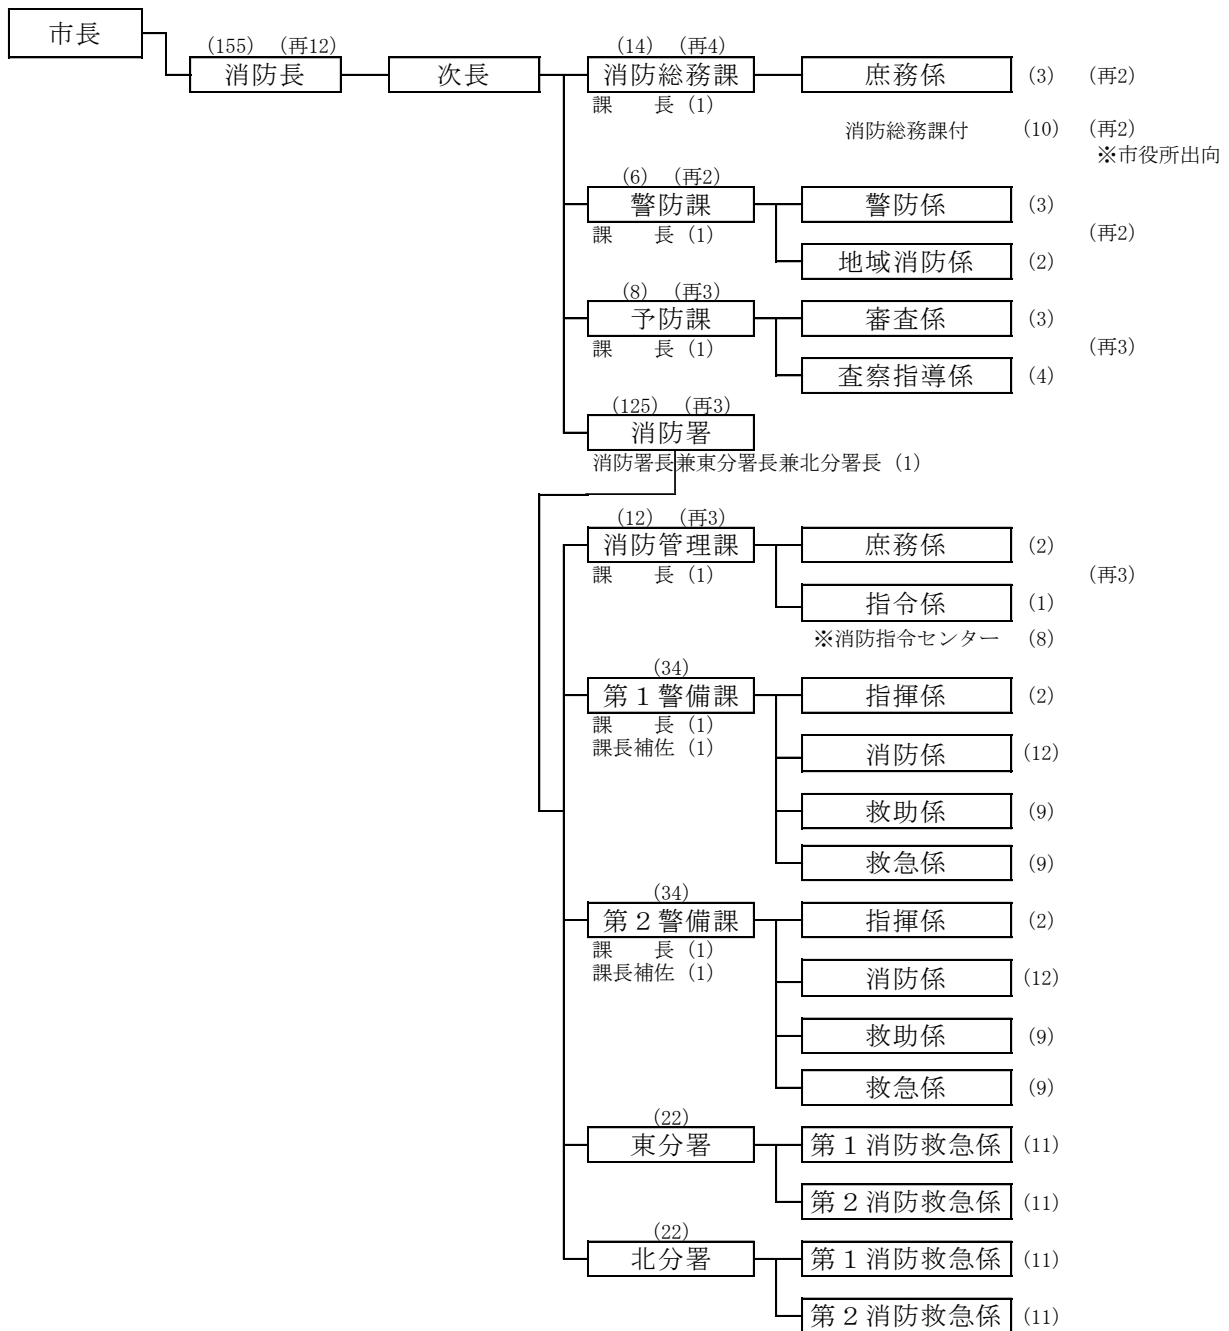 市長
(155) (再12)
(14) (再4)
消防長
次長
消防総務課
庶務係
(3) (再2)
課　長 (1)
消防総務課付
(10) (再2)
※市役所出向
(6) (再2)
警防課
警防係
(3)
課　長 (1)
(再2)
地域消防係
(2)
(8) (再3)
予防課
審査係
(3)
課　長 (1)
(再3)
査察指導係
(4)
(125) (再3)
消防署
消防署長兼東分署長兼北分署長 (1)
(12) (再3)
消防管理課
庶務係
(2)
課　長 (1)
(再3)
指令係
(1)
※消防指令センター (8)
(34)
第１警備課
指揮係
(2)
課　長 (1)
課長補佐 (1)
消防係
(12)
救助係
(9)
救急係
(9)
(34)
第２警備課
指揮係
(2)
課　長 (1)
課長補佐 (1)
消防係
(12)
救助係
(9)
救急係
(9)
(22)
東分署
第１消防救急係
(11)
第２消防救急係
(11)
(22)
北分署
第１消防救急係
(11)
第２消防救急係
(11)